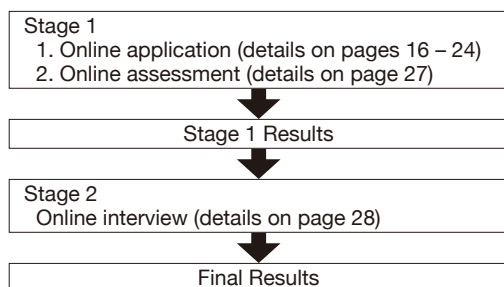 Stage 1
1. Online application (details on pages 16 – 24)
2. Online assessment (details on page 27)
Stage 1 Results
Stage 2
Online interview (details on page 28)
Final Results